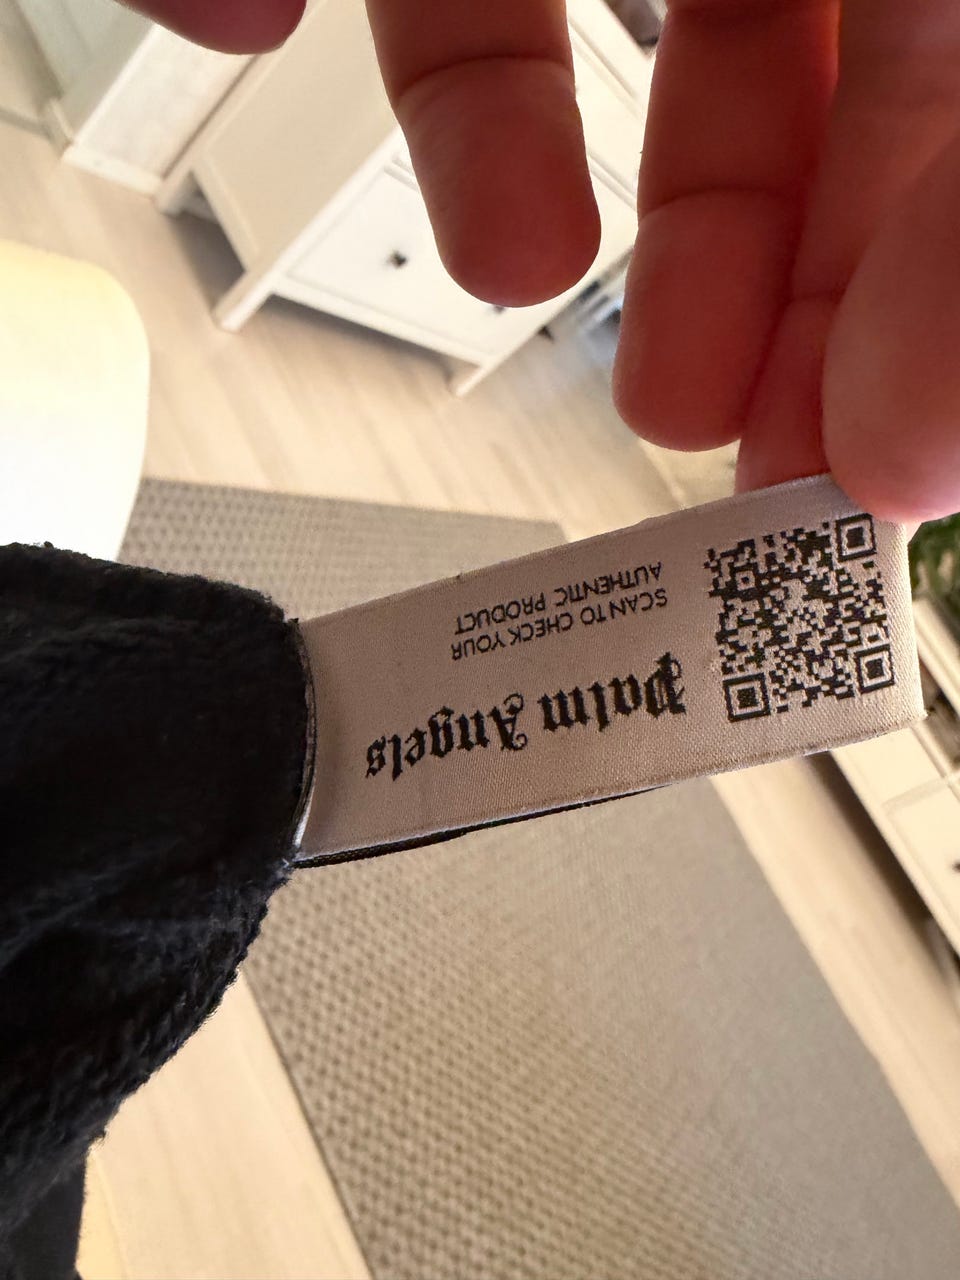 Palm Angels
SCAN TO CHECK YOUR
AUTHENTIC PRODUCT